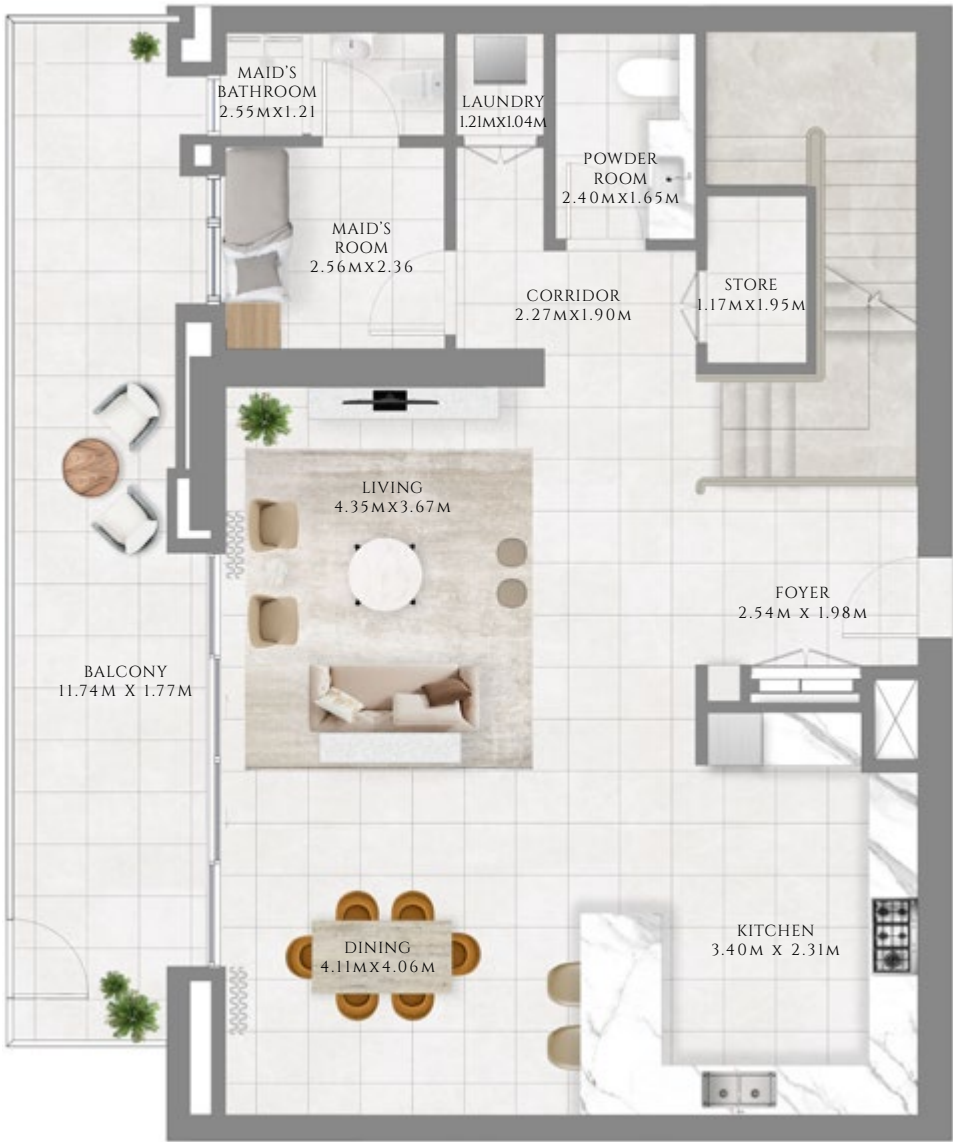 MAID'S
BATHROOM
2.55MX1.21
LAUNDRY
1.21MX1.04M
POWDER
ROOM
2.40MX1.65M
MAID'S
ROOM
2.56MX2.36
CORRIDOR
2.27MX1.90M
STORE
1.17MX1.95M
LIVING
4.35MX3.67M
FOYER
2.54M X 1.98M
BALCONY
11.74M X 1.77M
DINING
4.11MX4.06M
KITCHEN
3.40M X 2.31M